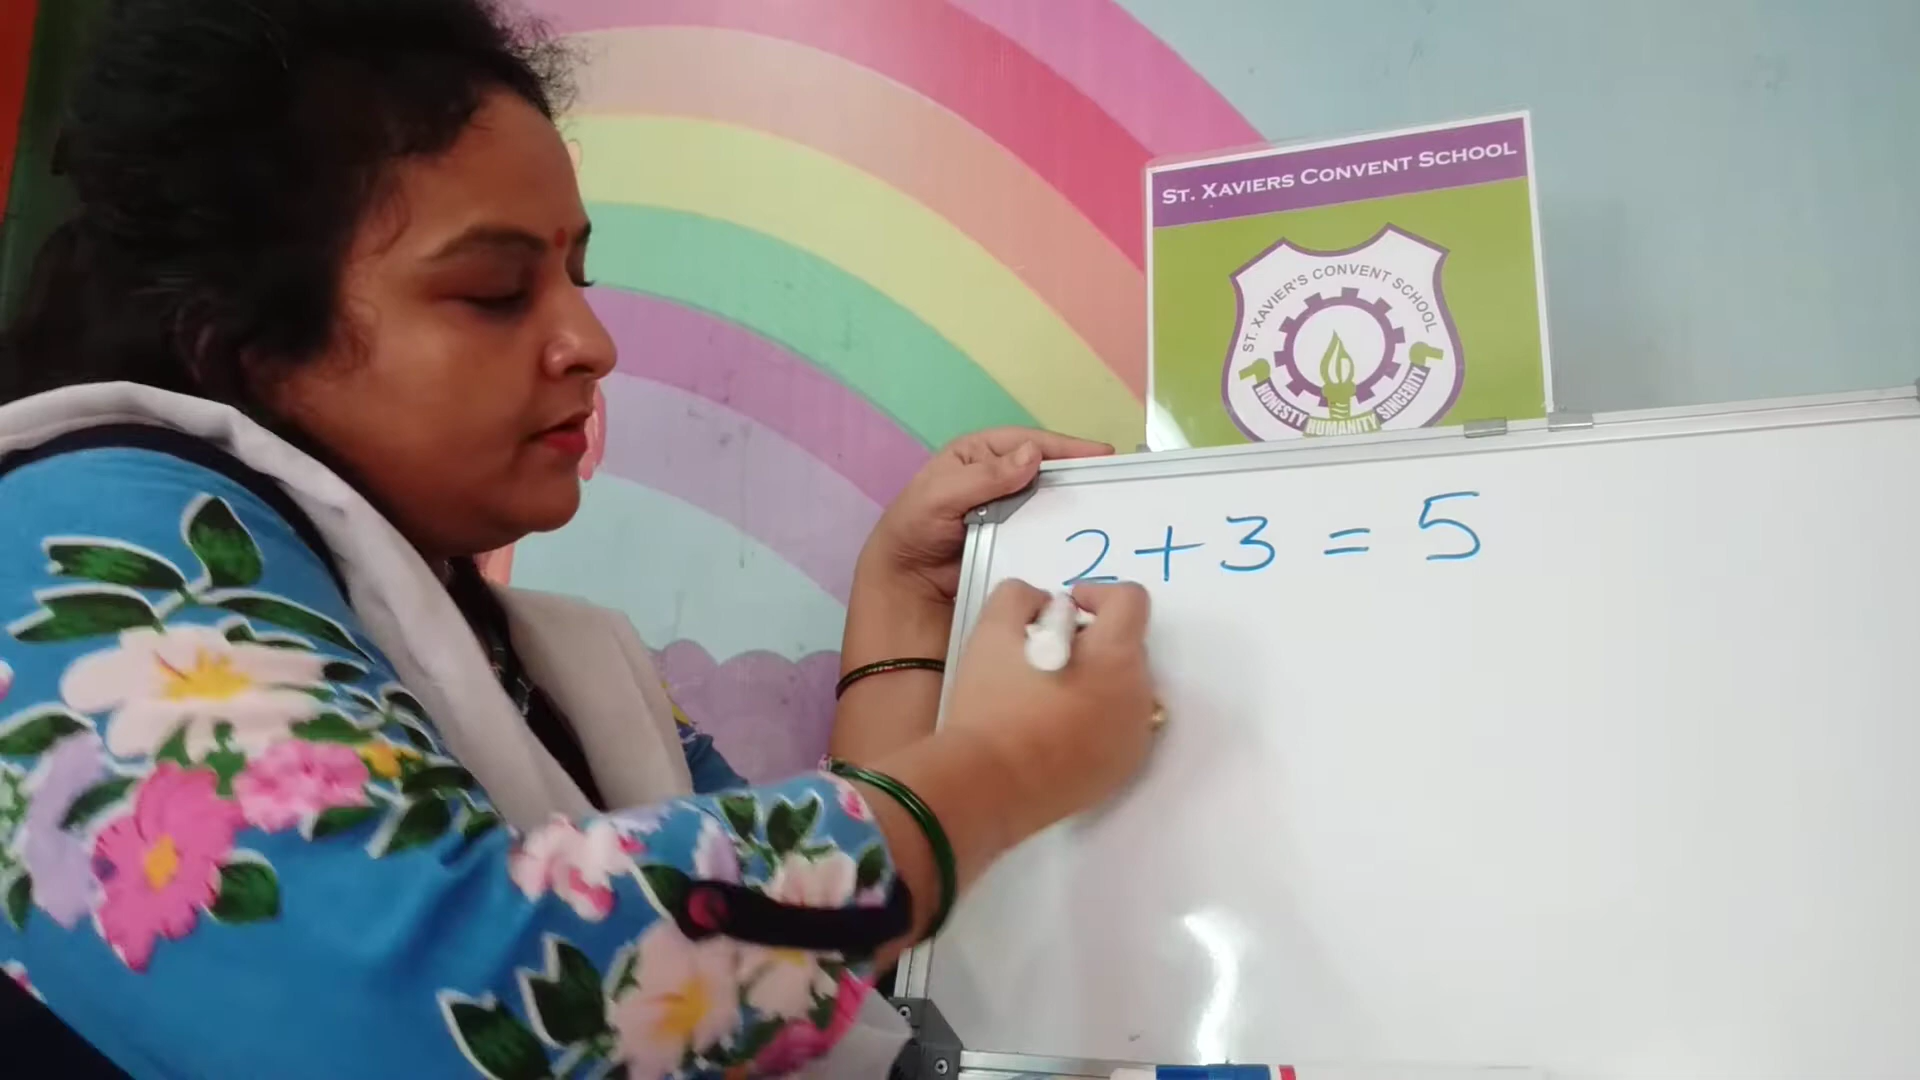 ST. XAVIERS CONVENT SCHOOL
ST. XAVIER'S CONVENT SCHOOL
HONESTY HUMANITY SINCERITY
2 + 3 = 5